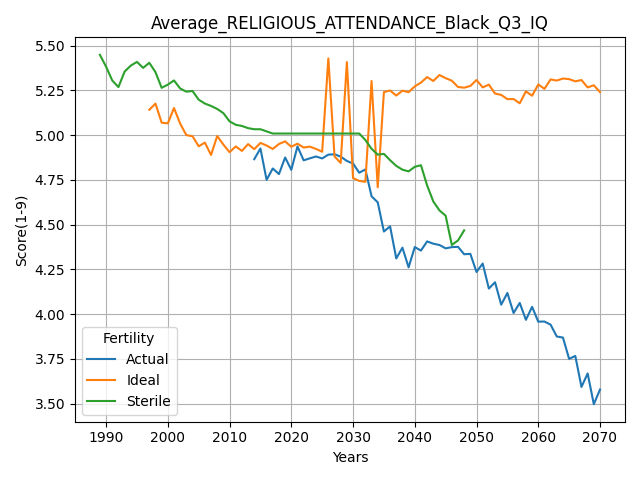 Average_RELIGIOUS_ATTENDANCE_Black_Q3_IQ
5.50
5.25
5.00
4.75
4.50
4.25
4.00
3.75
3.50
Score(1-9)
Fertility
Actual
Ideal
Sterile
1990 2000 2010 2020 2030 2040 2050 2060 2070
Years